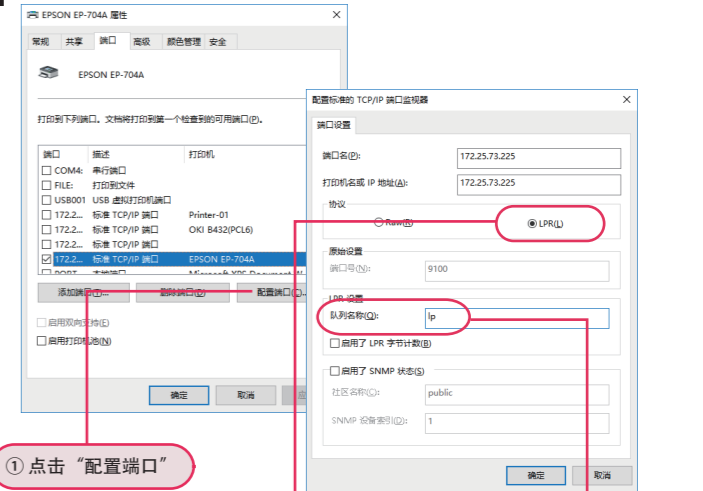 EPSON EP-704A 属性
常规 共享 端口 高级 颜色管理 安全
EPSON EP-704A
打印到下列端口。文档将打印到第一个检查到的可用端口(P)。
端口 描述 打印机
COM4: 串行端口
FILE: 打印到文件
USB001 USB 虚拟打印机端口
172.2... 标准 TCP/IP 端口 Printer-01
172.2... 标准 TCP/IP 端口 OKI B432(PCL6)
172.2... 标准 TCP/IP 端口
172.2... 标准 TCP/IP 端口 EPSON EP-704A
PORT 本地端口 Microsoft XPS Document W
添加端口(T)... 删除端口(D) 配置端口(C)...
启用双向支持(E)
启用打印机池(N)
确定 取消
① 点击“配置端口”
配置标准的 TCP/IP 端口监视器
端口设置
端口名(P): 172.25.73.225
打印机名或 IP 地址(A): 172.25.73.225
协议
Raw(R) LPR(L)
原始设置
端口号(N): 9100
LPR 设置
队列名称(Q): lp
启用了 LPR 字节计数(B)
启用了 SNMP 状态(S)
社区名称(C): public
SNMP 设备索引(D): 1
确定 取消